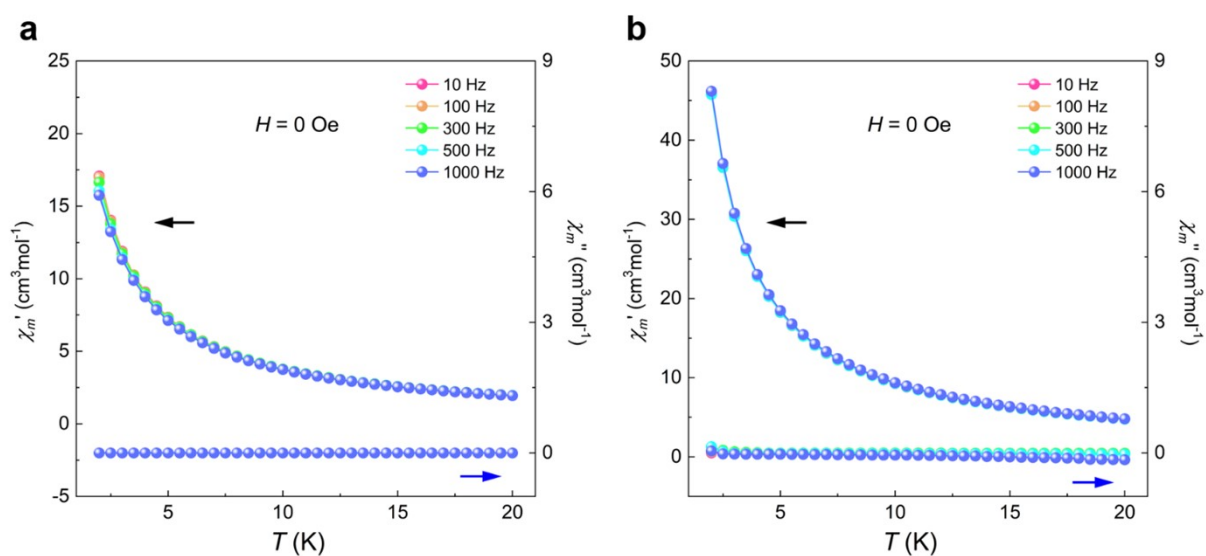 a
25
20
15
10
5
0
-5
χm' (cm³mol⁻¹)
9
6
3
0
χm'' (cm³mol⁻¹)
H = 0 Oe
10 Hz
100 Hz
300 Hz
500 Hz
1000 Hz
5 10 15 20
T (K)
b
50
40
30
20
10
0
χm' (cm³mol⁻¹)
9
6
3
0
χm'' (cm³mol⁻¹)
H = 0 Oe
10 Hz
100 Hz
300 Hz
500 Hz
1000 Hz
5 10 15 20
T (K)